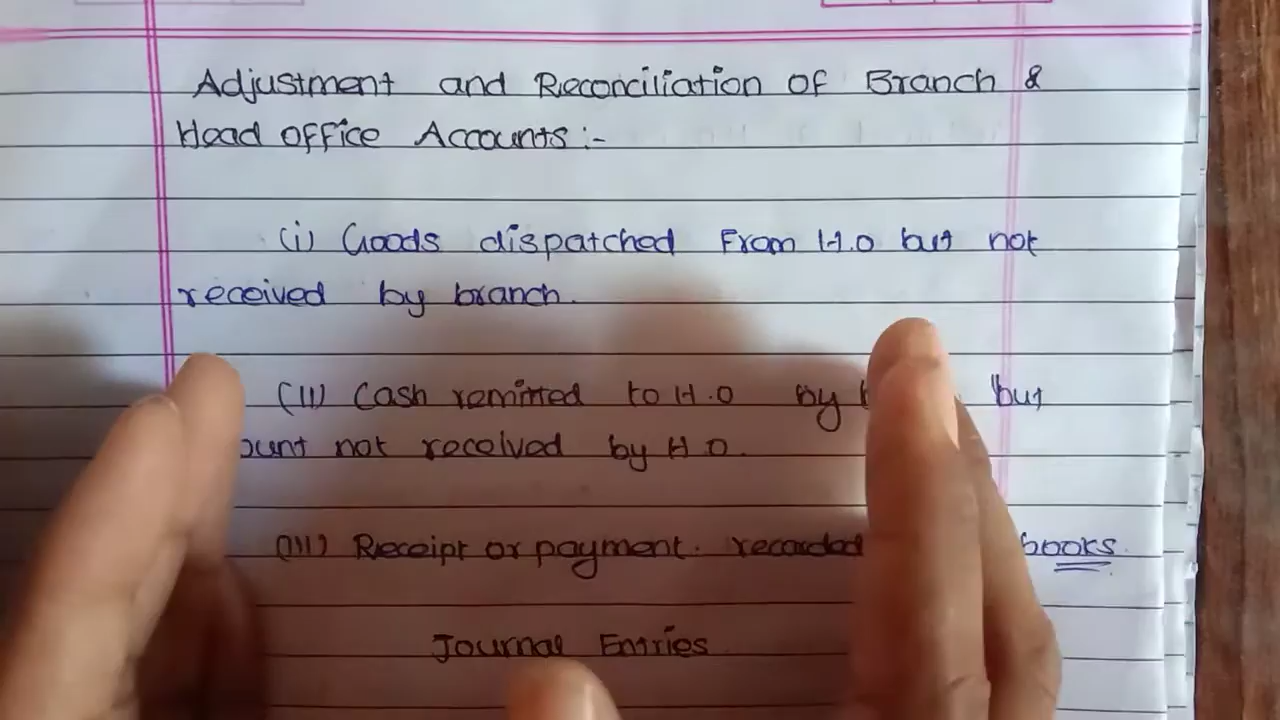 Adjustment and Reconciliation of Branch &
Head office Accounts :-
(i) Goods dispatched From H.O but not
received by branch.
(II) Cash remitted to H.O by but
not received by H O.
(III) Receipt or payment. recorded books.
Journal Entries